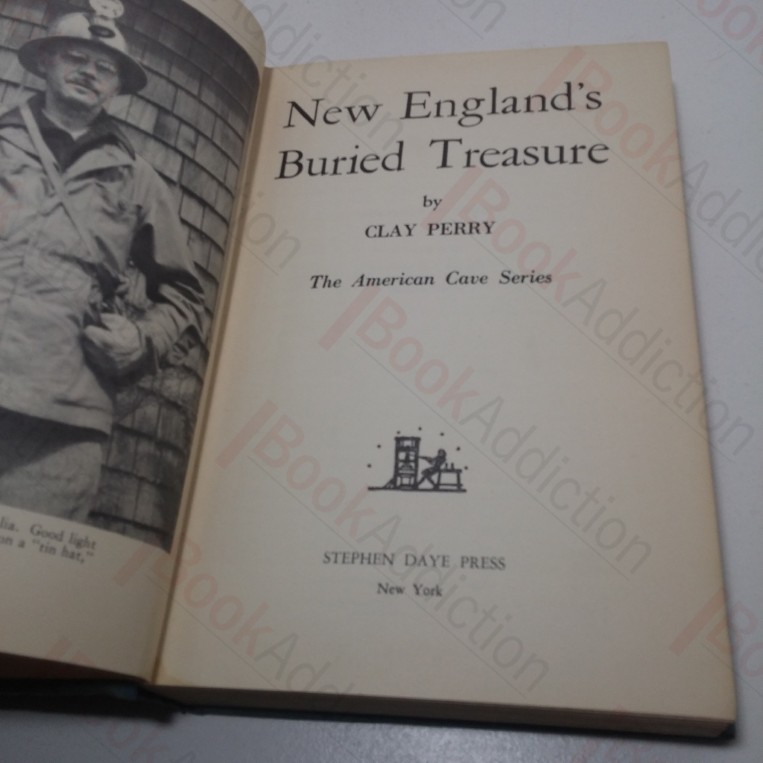 lia. Good light
on a "tin hat,"
New England's
Buried Treasure
by
CLAY PERRY
The American Cave Series
STEPHEN DAYE PRESS
New York
BookAddiction